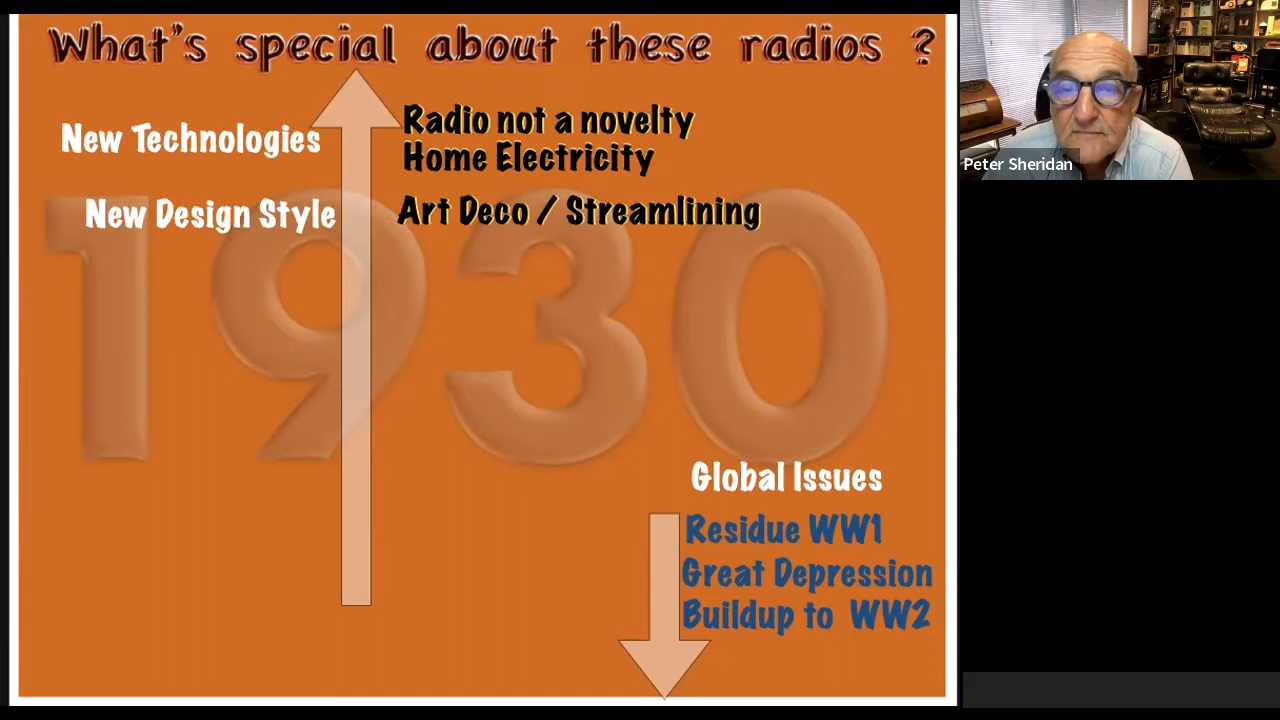 What"s special about these radios ?
New Technologies
Radio not a novelty
Home Electricity
New Design Style
Art Deco / Streamlining
1930
Global Issues
Residue WW1
Great Depression
Buildup to WW2
Peter Sheridan